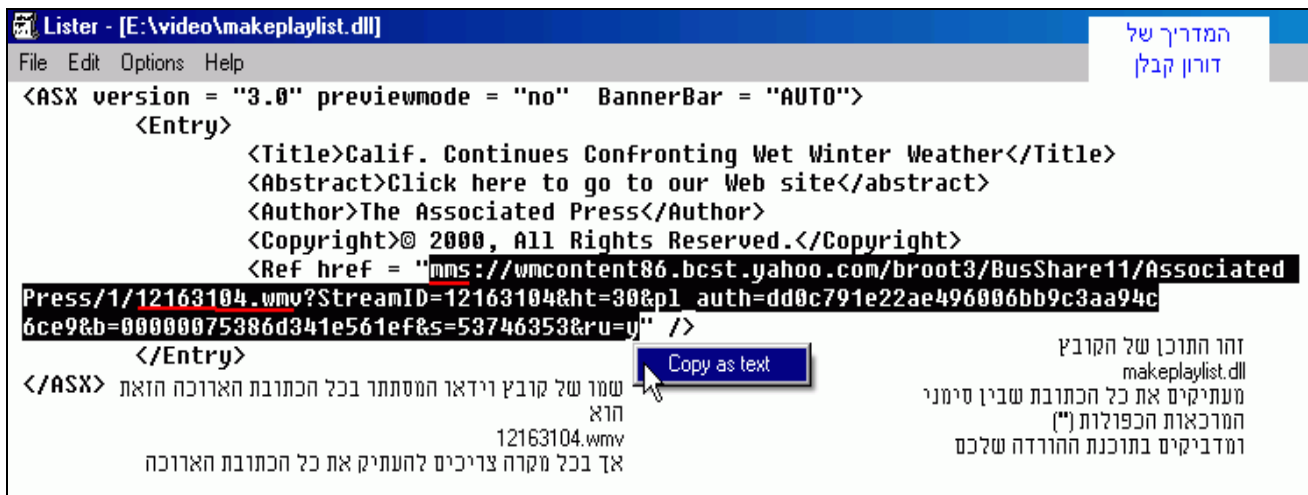 Lister - [E:\video\makeplaylist.dll]
המדריך של
דורון קבלן
File Edit Options Help
<ASX version = "3.0" previewmode = "no" BannerBar = "AUTO">
<Entry>
<Title>Calif. Continues Confronting Wet Winter Weather</Title>
<Abstract>Click here to go to our Web site</abstract>
<Author>The Associated Press</Author>
<Copyright>© 2000, All Rights Reserved.</Copyright>
<Ref href = "mms://wmcontent86.bcst.yahoo.com/broot3/BusShare11/Associated
Press/1/12163104.wmv?StreamID=12163104&ht=30&pl_auth=dd0c791e22ae496006bb9c3aa94c
6ce9&b=00000075386d341e561ef&s=53746353&ru=y" />
</Entry>
</ASX>
Copy as text
זהו התוכן של הקובץ
makeplaylist.dll
מעתיקים את כל הכתובת שבין סימני
המרכאות הכפולות (")
ומדביקים בתוכנת ההורדה שלכם
שמו של קובץ וידאו המסתתר בכל הכתובת הארוכה הזאת
הוא
12163104.wmv
אך בכל מקרה צריכים להעתיק את כל הכתובת הארוכה